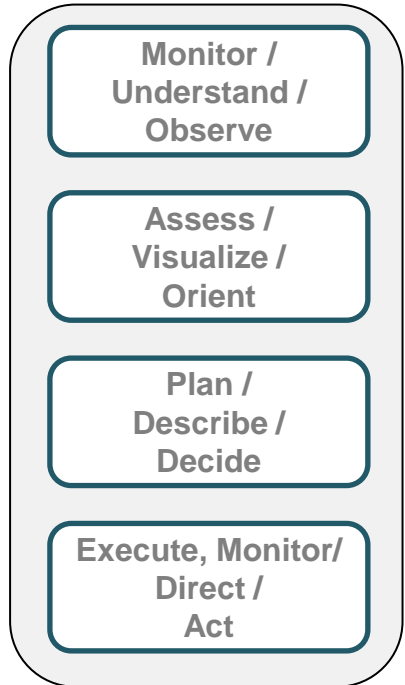 Monitor /
Understand /
Observe
Assess /
Visualize /
Orient
Plan /
Describe /
Decide
Execute, Monitor/
Direct /
Act